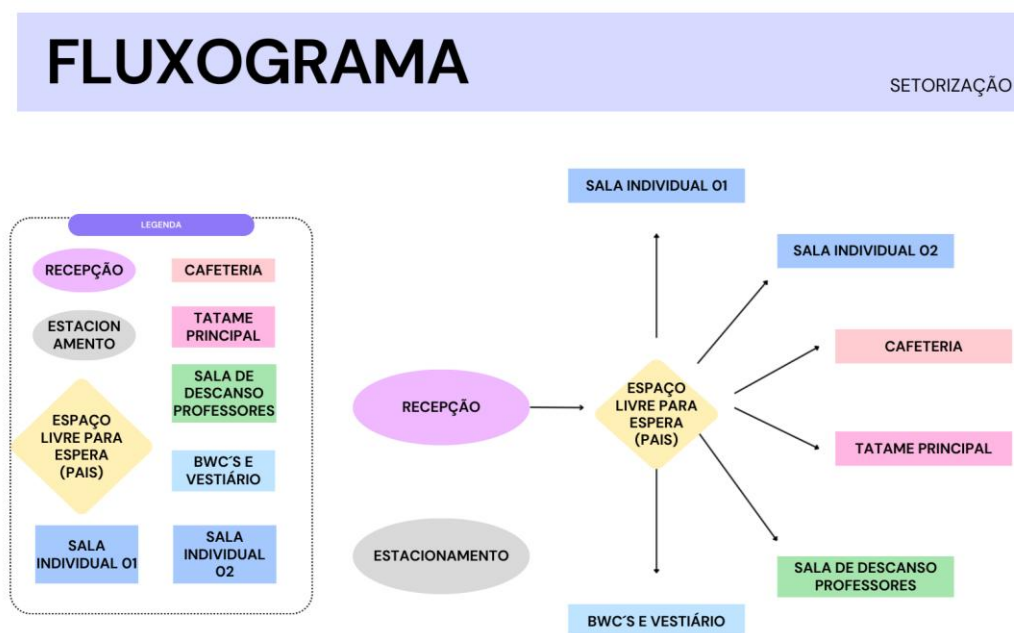 FLUXOGRAMA
SETORIZAÇÃO
LEGENDA
RECEPÇÃO
CAFETERIA
ESTACION
AMENTO
TATAME
PRINCIPAL
SALA DE
DESCANSO
PROFESSORES
ESPAÇO
LIVRE PARA
ESPERA
(PAIS)
BWC´S E
VESTIÁRIO
SALA
INDIVIDUAL 01
SALA
INDIVIDUAL
02
SALA INDIVIDUAL 01
SALA INDIVIDUAL 02
CAFETERIA
RECEPÇÃO
ESPAÇO
LIVRE PARA
ESPERA
(PAIS)
TATAME PRINCIPAL
ESTACIONAMENTO
SALA DE DESCANSO
PROFESSORES
BWC´S E VESTIÁRIO